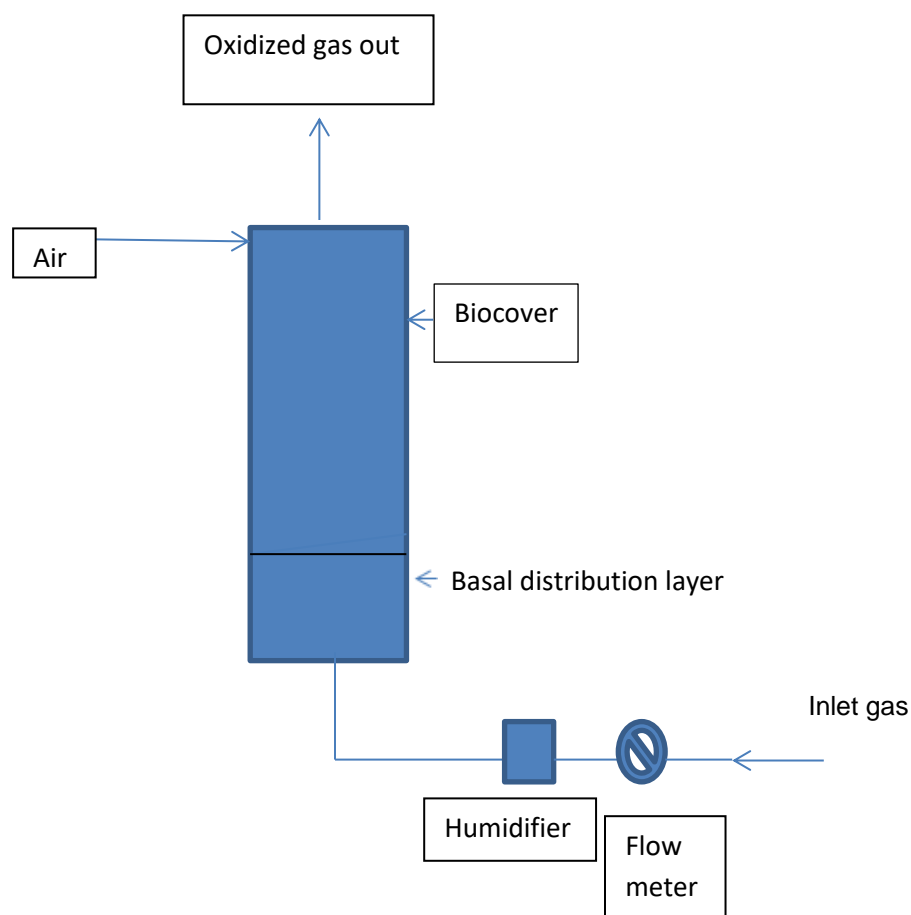 Oxidized gas out
Air
Biocover
Basal distribution layer
Inlet gas
Humidifier
Flow
meter